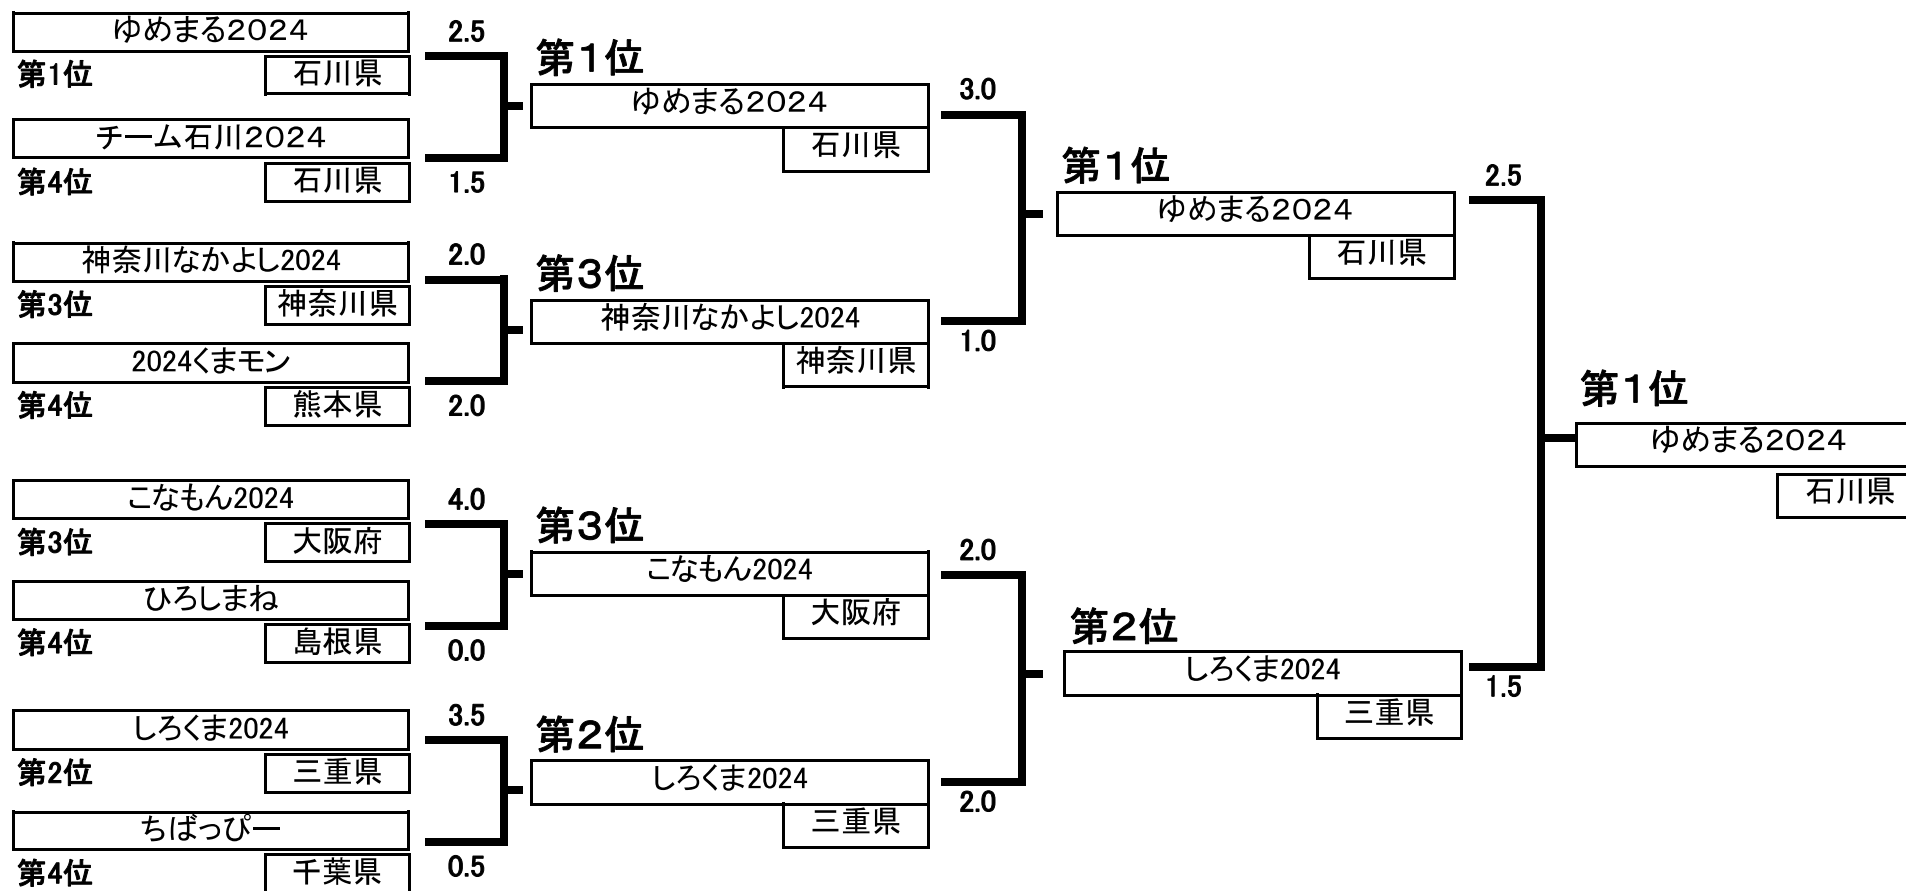 ゆめまる２０２４
第1位
石川県
2.5
チーム石川２０２４
第4位
石川県
1.5
神奈川なかよし2024
第3位
神奈川県
2.0
2024くまモン
第4位
熊本県
2.0
こなもん2024
第3位
大阪府
4.0
ひろしまね
第4位
島根県
0.0
しろくま2024
第2位
三重県
3.5
ちばっぴー
第4位
千葉県
0.5
第１位
ゆめまる２０２４
石川県
3.0
第３位
神奈川なかよし2024
神奈川県
1.0
第３位
こなもん2024
大阪府
2.0
第２位
しろくま2024
三重県
2.0
第１位
ゆめまる２０２４
石川県
2.5
第２位
しろくま2024
三重県
1.5
第１位
ゆめまる２０２４
石川県